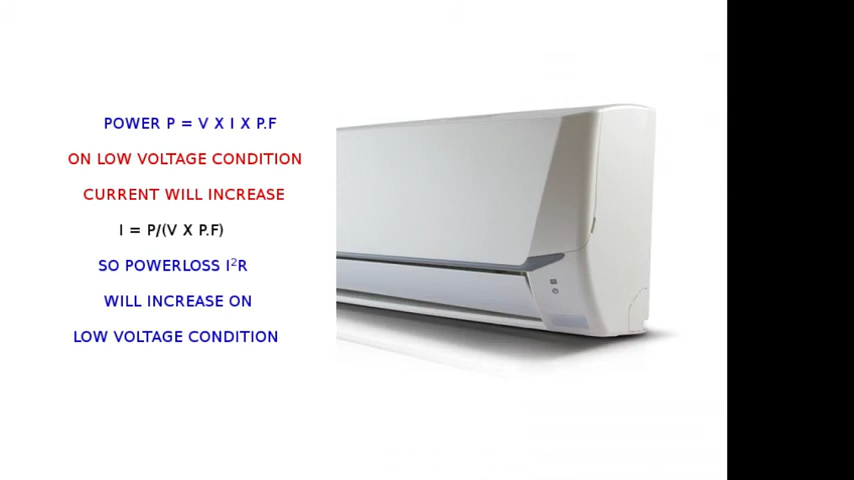 POWER P = V X I X P.F
ON LOW VOLTAGE CONDITION
CURRENT WILL INCREASE
I = P/(V X P.F)
SO POWERLOSS I²R
WILL INCREASE ON
LOW VOLTAGE CONDITION